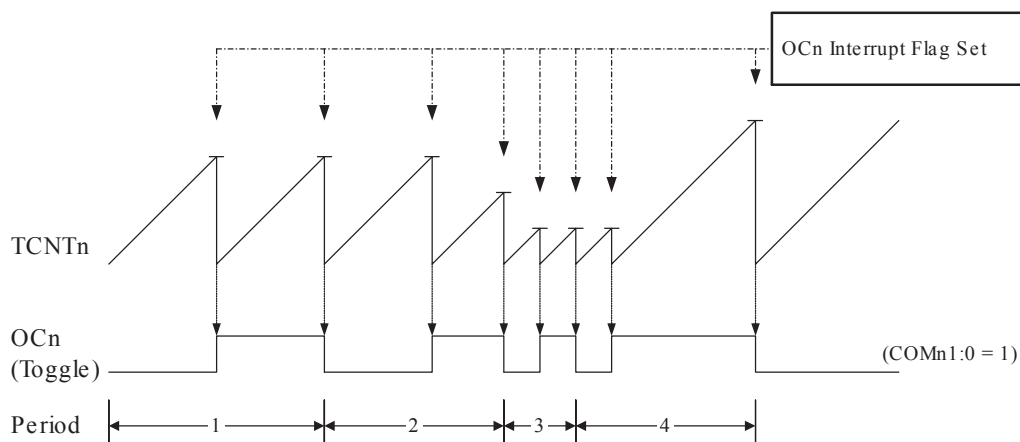 OCn Interrupt Flag Set
TCNTn
OCn
(Toggle)
(COMn1:0 = 1)
Period
1
2
3
4